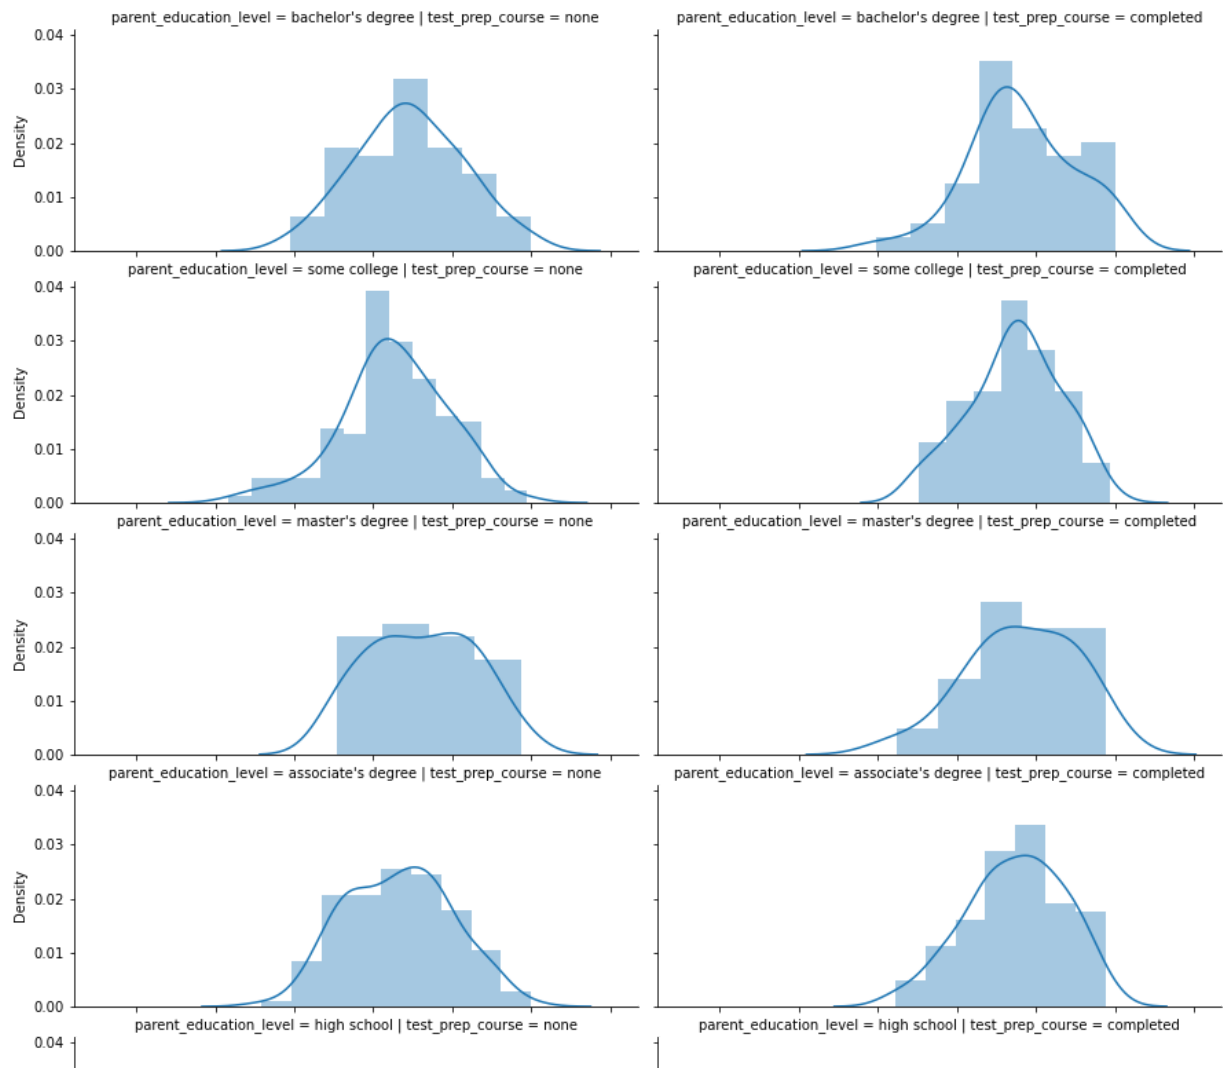 parent_education_level = bachelor's degree | test_prep_course = none
parent_education_level = bachelor's degree | test_prep_course = completed
0.04
0.03
0.02
0.01
0.00
Density
parent_education_level = some college | test_prep_course = none
parent_education_level = some college | test_prep_course = completed
0.04
0.03
0.02
0.01
0.00
Density
parent_education_level = master's degree | test_prep_course = none
parent_education_level = master's degree | test_prep_course = completed
0.04
0.03
0.02
0.01
0.00
Density
parent_education_level = associate's degree | test_prep_course = none
parent_education_level = associate's degree | test_prep_course = completed
0.04
0.03
0.02
0.01
0.00
Density
parent_education_level = high school | test_prep_course = none
parent_education_level = high school | test_prep_course = completed
0.04